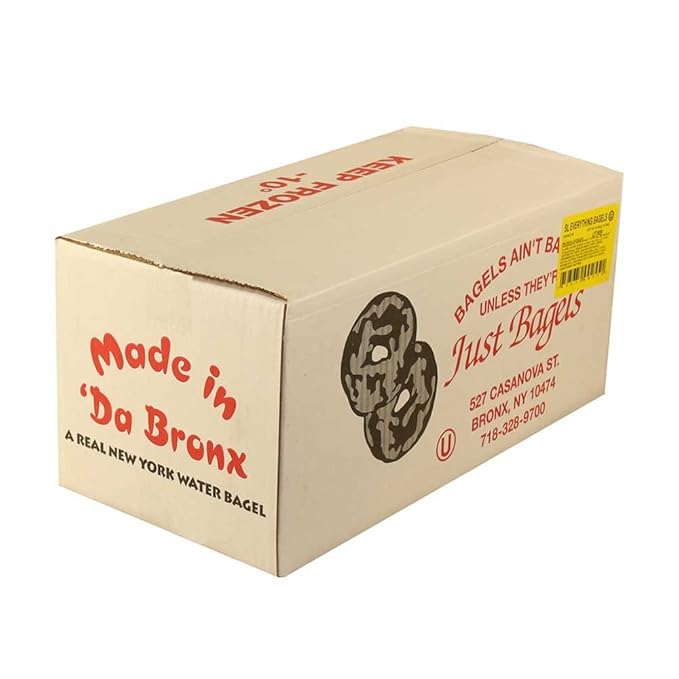 KEEP FROZEN
-10°
Made in
'Da Bronx
A REAL NEW YORK WATER BAGEL
BAGELS AIN'T
UNLESS THEY'R
Just Bagels
527 CASANOVA ST.
BRONX, NY 10474
718-328-9700
U
SL EVERYTHING BAGELS U